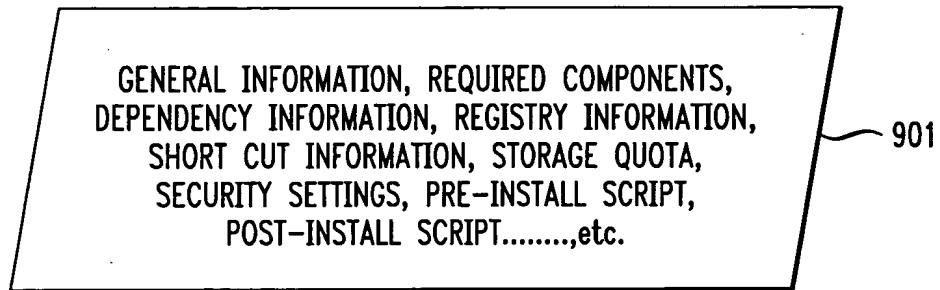 GENERAL INFORMATION, REQUIRED COMPONENTS,
DEPENDENCY INFORMATION, REGISTRY INFORMATION,
SHORT CUT INFORMATION, STORAGE QUOTA,
SECURITY SETTINGS, PRE-INSTALL SCRIPT,
POST-INSTALL SCRIPT........,etc.
901